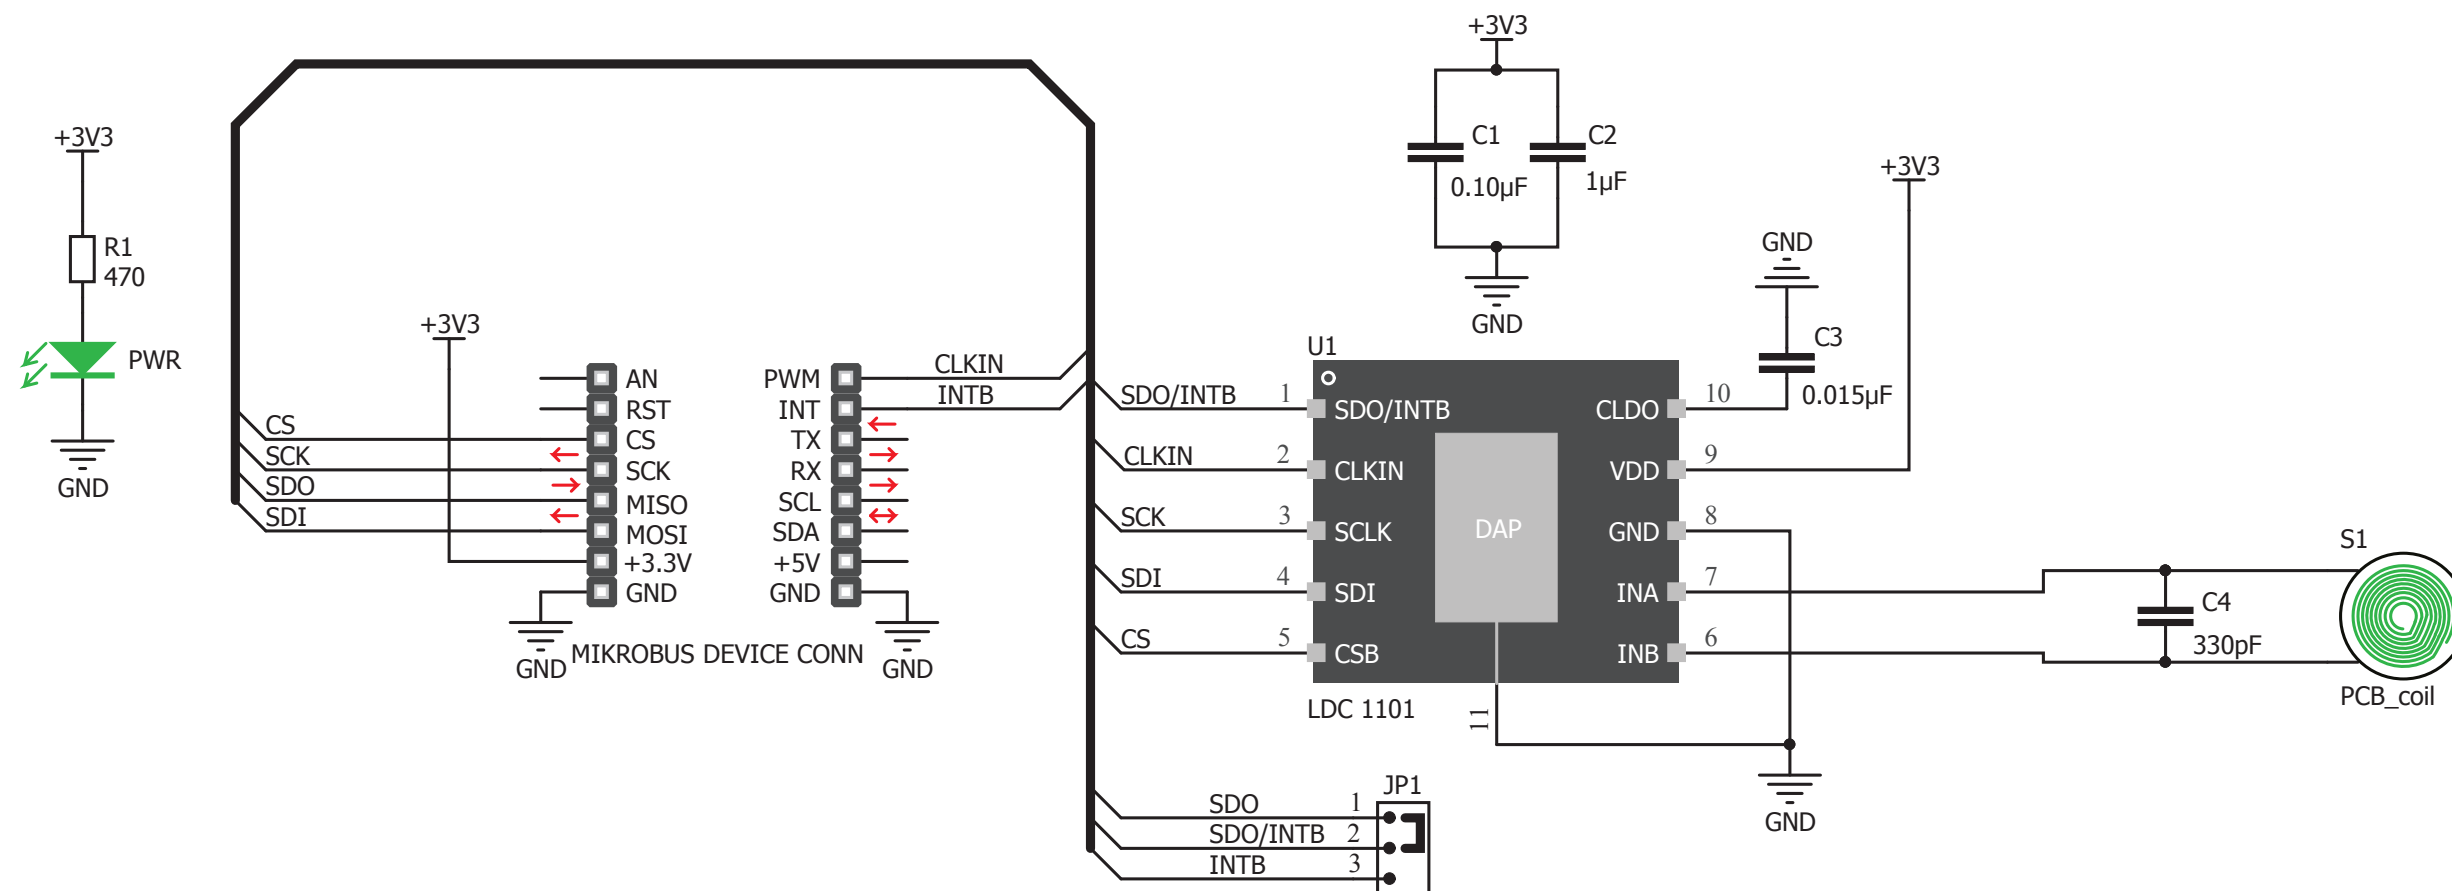 +3V3
R1
470
PWR
GND
CS
SCK
SDO
SDI
+3V3
AN
RST
CS
SCK
MISO
MOSI
+3.3V
GND
GND
PWM
INT
TX
RX
SCL
SDA
+5V
GND
GND
MIKROBUS DEVICE CONN
CLKIN
INTB
+3V3
C1
0.10µF
C2
1µF
GND
SDO/INTB 1
CLKIN 2
SCK 3
SDI 4
CS 5
U1
SDO/INTB
CLKIN
SCLK
SDI
CSB
DAP
CLDO
VDD
GND
INA
INB
LDC 1101
11
10
9
8
7
6
GND
C3
0.015µF
+3V3
GND
C4
330pF
S1
PCB_coil
JP1
SDO 1
SDO/INTB 2
INTB 3